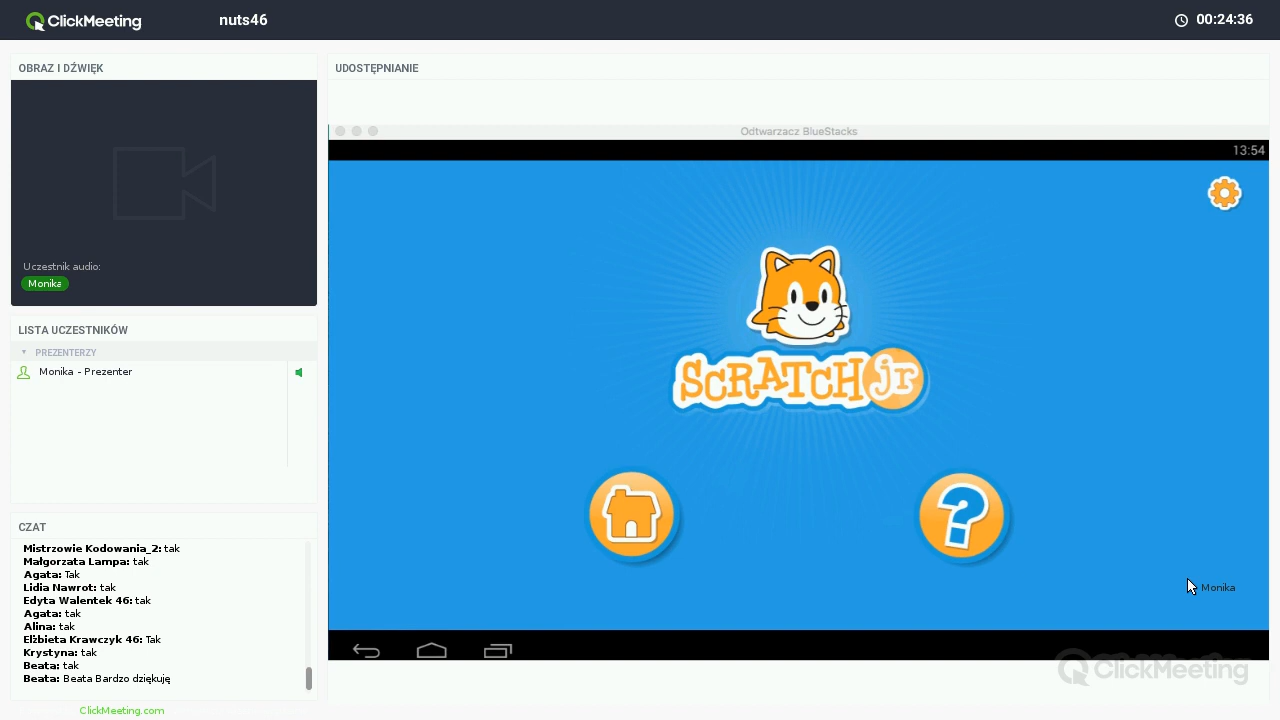 ClickMeeting
nuts46
00:24:36
OBRAZ I DŹWIĘK
Uczestnik audio:
Monika
LISTA UCZESTNIKÓW
PREZENTERZY
Monika - Prezenter
CZAT
Mistrzowie Kodowania_2: tak
Małgorzata Lampa: tak
Agata: Tak
Lidia Nawrot: tak
Edyta Walentek 46: tak
Agata: tak
Alina: tak
Elżbieta Krawczyk 46: Tak
Krystyna: tak
Beata: tak
Beata: Beata Bardzo dziękuję
ClickMeeting.com
UDOSTĘPNIANIE
Odtwarzacz BlueStacks
13:54
SCRATCH jr
?
Monika
ClickMeeting